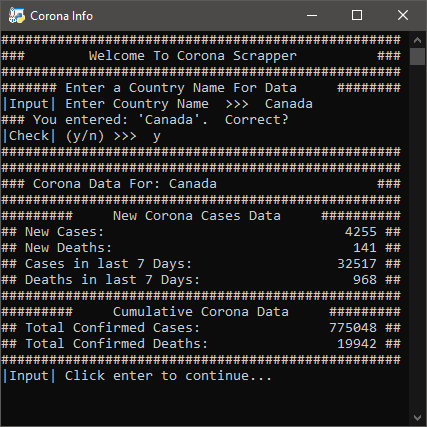 Corona Info
##################################################
###        Welcome To Corona Scrapper          ###
##################################################
####### Enter a Country Name For Data     ########
|Input| Enter Country Name  >>>  Canada
### You entered: 'Canada'.  Correct?
|Check| (y/n) >>>  y
##################################################
##################################################
### Corona Data For: Canada                    ###
##################################################
#########     New Corona Cases Data     ##########
## New Cases:                              4255 ##
## New Deaths:                              141 ##
## Cases in last 7 Days:                  32517 ##
## Deaths in last 7 Days:                   968 ##
##################################################
#########     Cumulative Corona Data     #########
## Total Confirmed Cases:                775048 ##
## Total Confirmed Deaths:                19942 ##
##################################################
|Input| Click enter to continue...